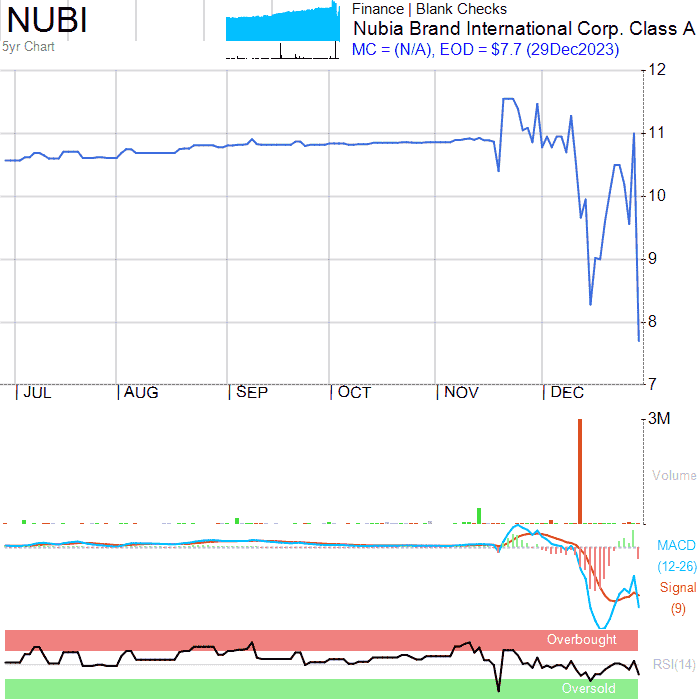 NUBI
5yr Chart
Finance | Blank Checks
Nubia Brand International Corp. Class A
MC = (N/A), EOD = $7.7 (29Dec2023)
12
11
10
9
8
7
JUL AUG SEP OCT NOV DEC
3M
Volume
MACD
(12-26)
Signal
(9)
Overbought
RSI(14)
Oversold